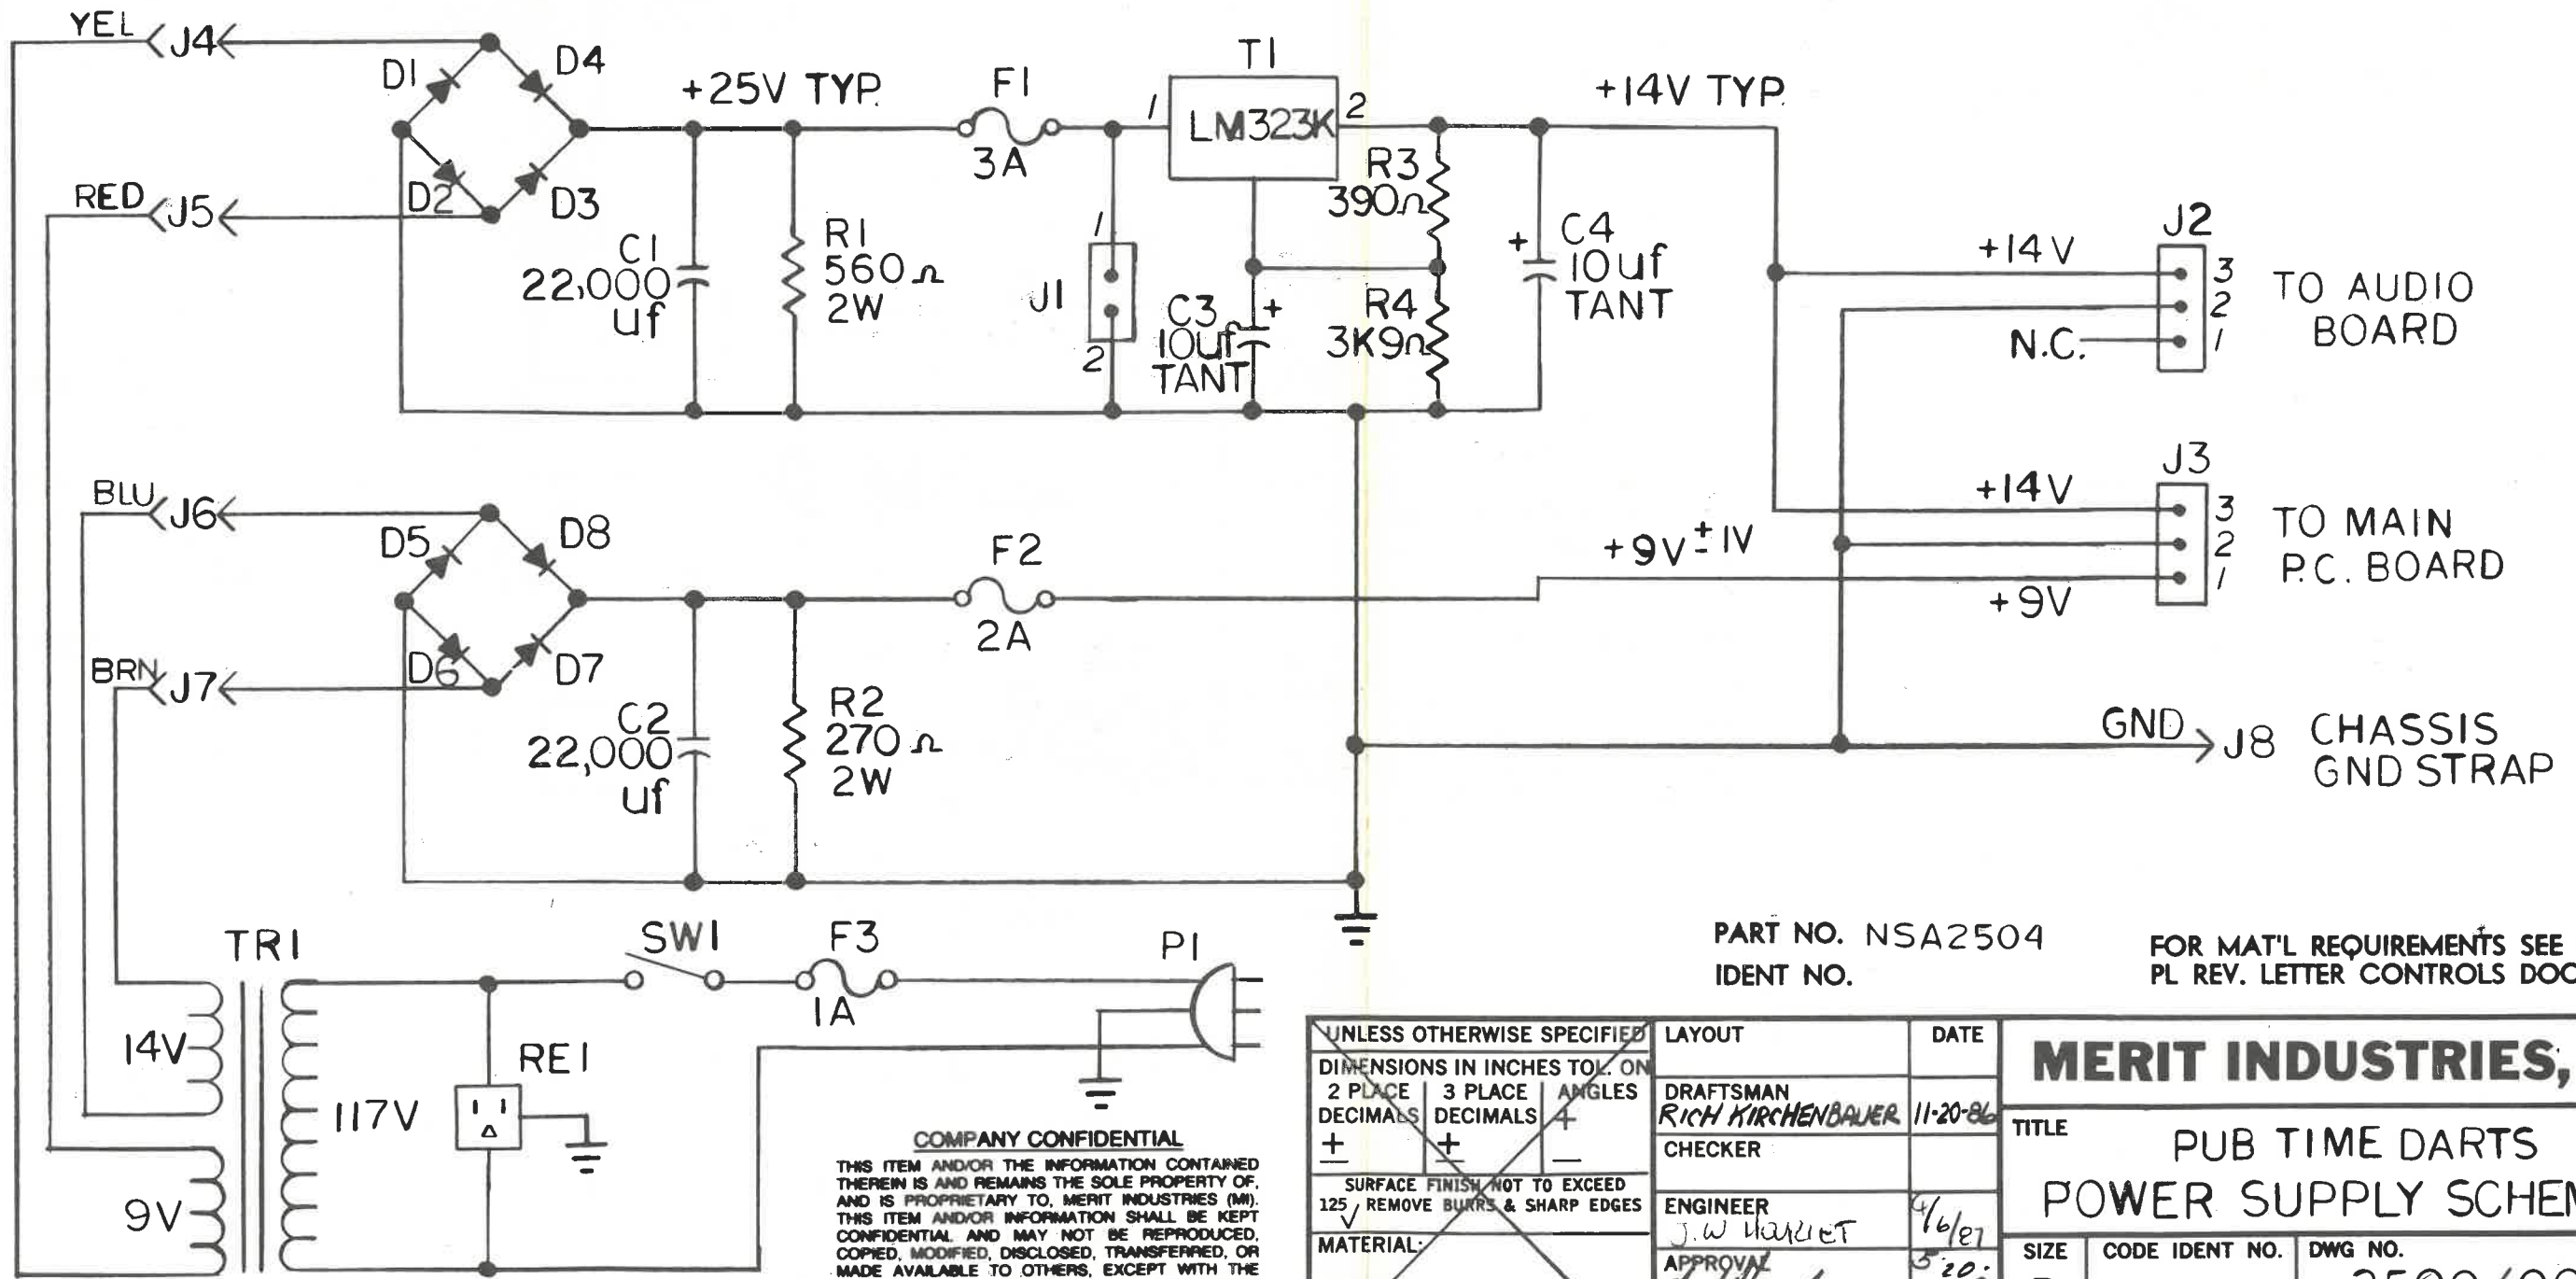 YEL
J4
D1
D4
+25V TYP.
F1
3A
T1
1
LM323K
2
+14V TYP.
RED
J5
D2
D3
C1
22,000
uf
R1
560Ω
2W
1
J1
2
C3
+
10uf
TANT
R3
390Ω
R4
3K9Ω
+
C4
10uf
TANT
J2
+14V
3
2
N.C.
1
TO AUDIO
BOARD
BLU
J6
D5
D8
F2
2A
+9V ± 1V
J3
+14V
3
2
1
+9V
TO MAIN
P.C. BOARD
BRN
J7
D6
D7
C2
22,000
uf
R2
270Ω
2W
GND
J8
CHASSIS
GND STRAP
TR1
14V
9V
117V
SW1
F3
1A
P1
RE1
PART NO. NSA2504
IDENT NO.
FOR MAT'L REQUIREMENTS SEE
PL REV. LETTER CONTROLS DOC
COMPANY CONFIDENTIAL
THIS ITEM AND/OR THE INFORMATION CONTAINED
THEREIN IS AND REMAINS THE SOLE PROPERTY OF,
AND IS PROPRIETARY TO, MERIT INDUSTRIES (MI).
THIS ITEM AND/OR INFORMATION SHALL BE KEPT
CONFIDENTIAL AND MAY NOT BE REPRODUCED,
COPIED, MODIFIED, DISCLOSED, TRANSFERRED, OR
MADE AVAILABLE TO OTHERS, EXCEPT WITH THE
UNLESS OTHERWISE SPECIFIED
DIMENSIONS IN INCHES TOL. ON
2 PLACE DECIMALS
±
3 PLACE DECIMALS
±
ANGLES
±
SURFACE FINISH NOT TO EXCEED
125 √ REMOVE BURRS & SHARP EDGES
MATERIAL:
LAYOUT
DATE
DRAFTSMAN
RICH KIRCHENBAUER 11-20-86
CHECKER
ENGINEER
J.W
APPROVAL
MERIT INDUSTRIES,
TITLE
PUB TIME DARTS
POWER SUPPLY SCHEM
SIZE
CODE IDENT NO.
DWG NO.